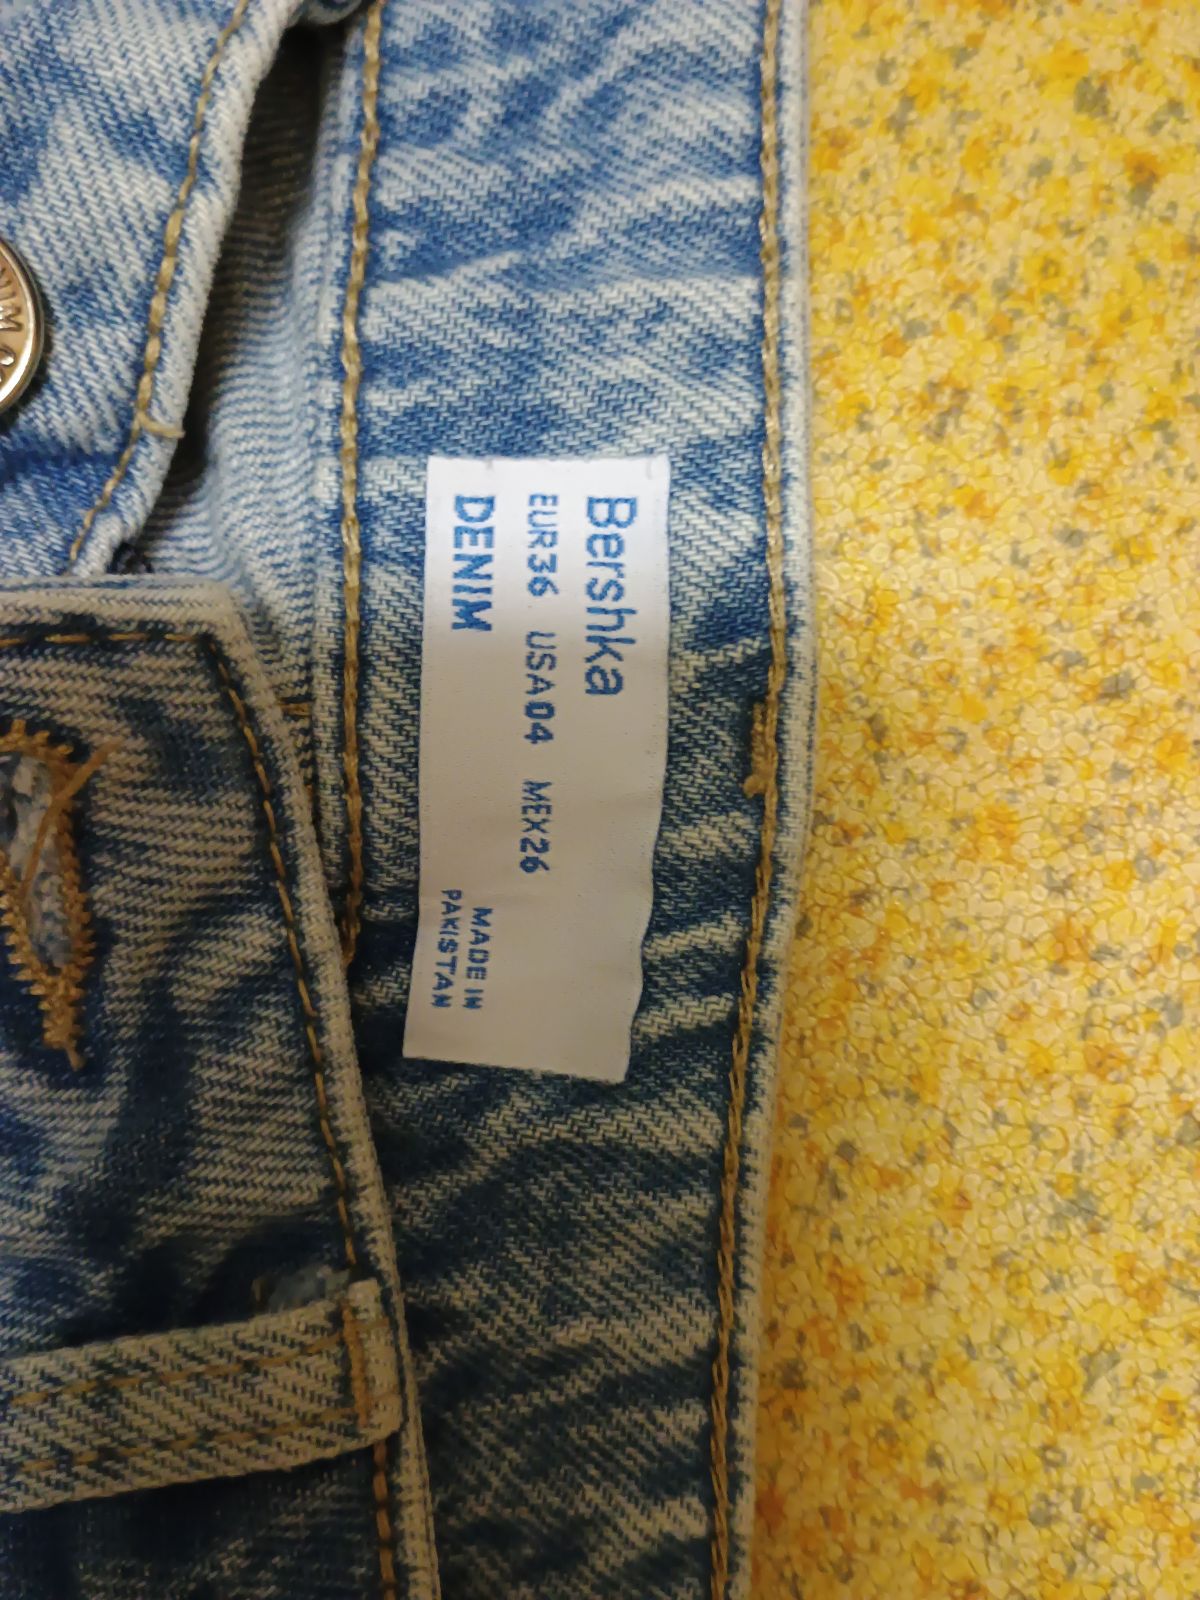 Bershka
EUR36 USA04 MEX26
DENIM
MADE IN
PAKISTAN